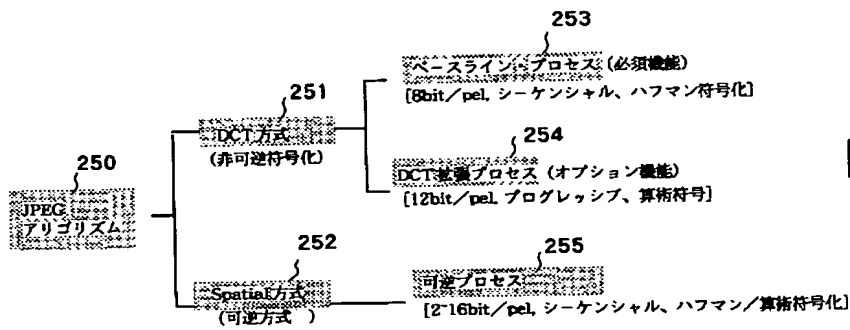 253
ベースライン・プロセス (必須機能)
[8bit/pel, シーケンシャル、ハフマン符号化]
251
DCT方式
(非可逆符号化)
254
DCT拡張プロセス (オプション機能)
[12bit/pel, プログレッシブ、算術符号]
250
JPEG
アリゴリズム
252
Spatial方式
(可逆方式 )
255
可逆プロセス
[2-16bit/pel, シーケンシャル、ハフマン/算術符号化]